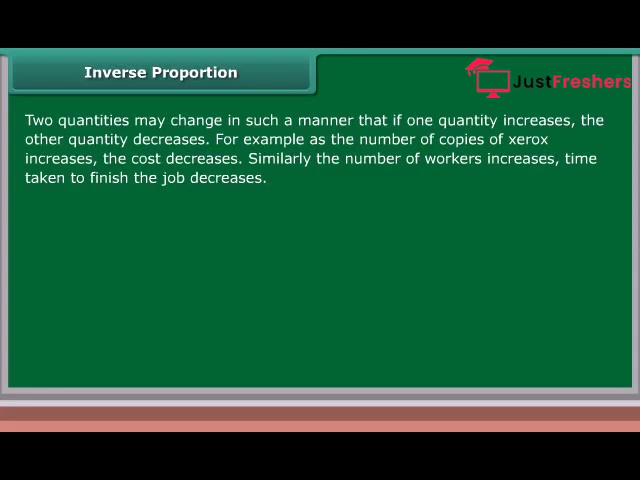 Inverse Proportion
JustFreshers
Two quantities may change in such a manner that if one quantity increases, the
other quantity decreases. For example as the number of copies of xerox
increases, the cost decreases. Similarly the number of workers increases, time
taken to finish the job decreases.